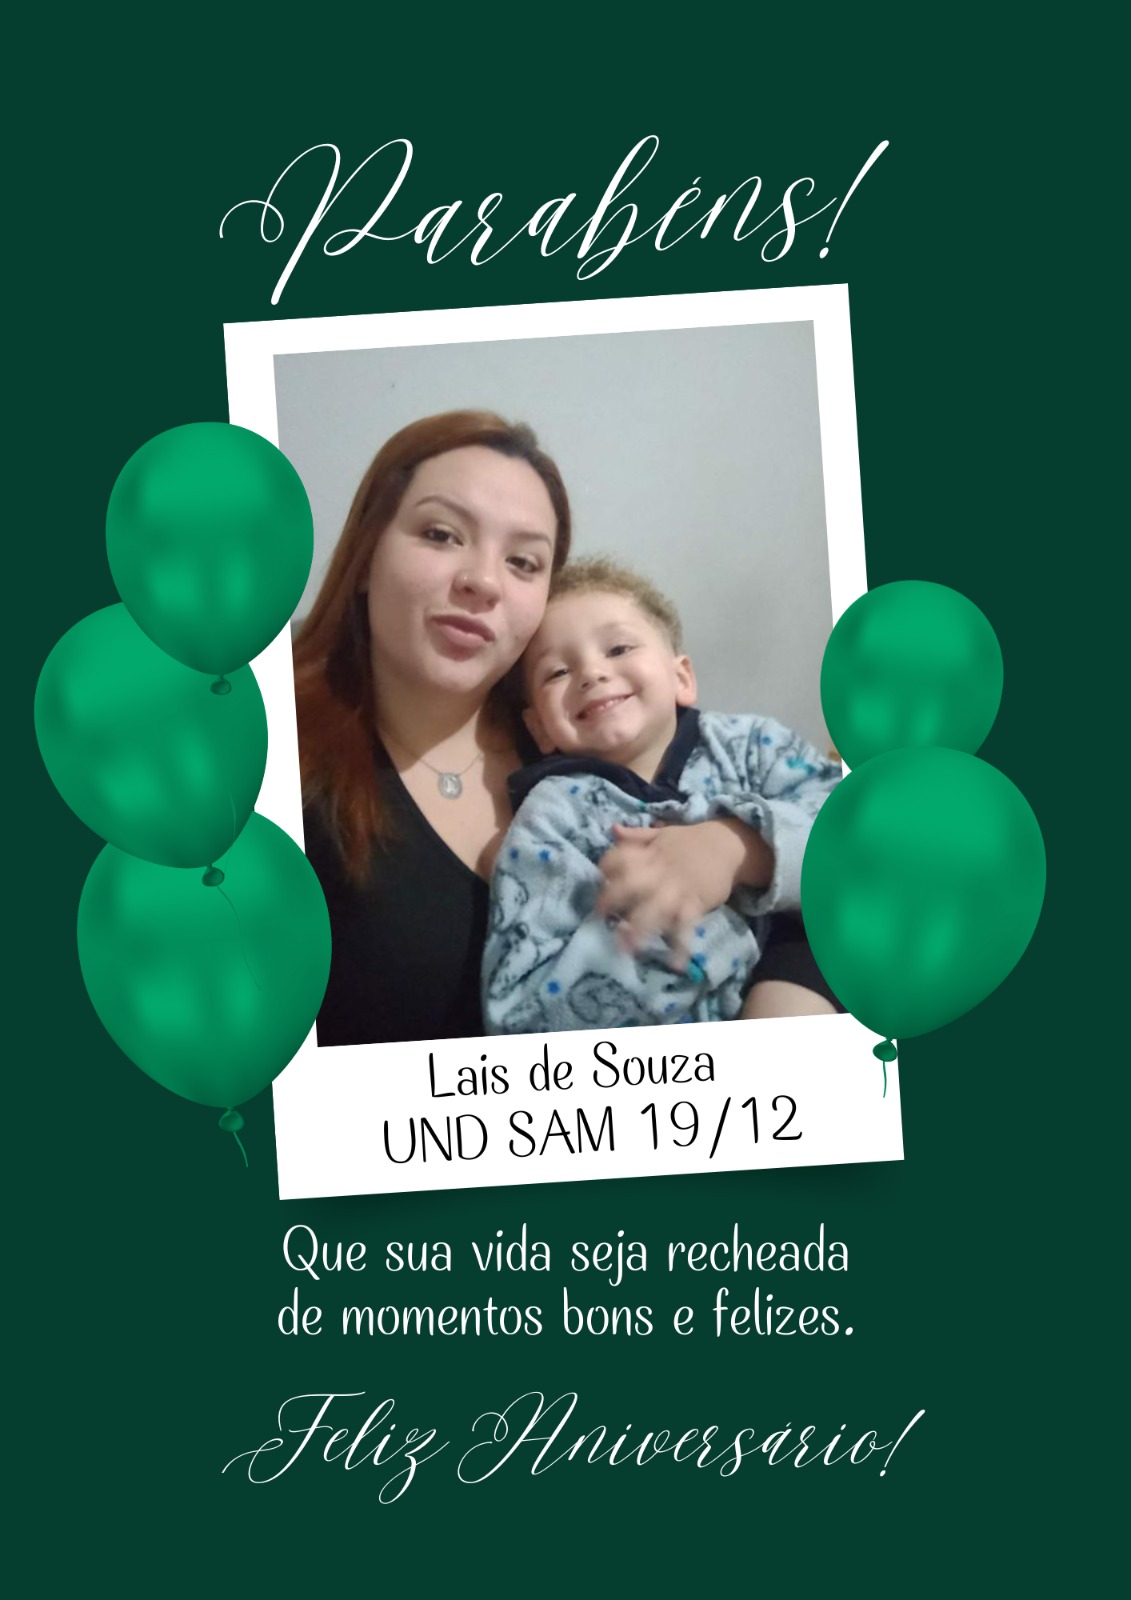 Parabéns!
Lais de Souza
UND SAM 19/12
Que sua vida seja recheada
de momentos bons e felizes.
Feliz Aniversário!